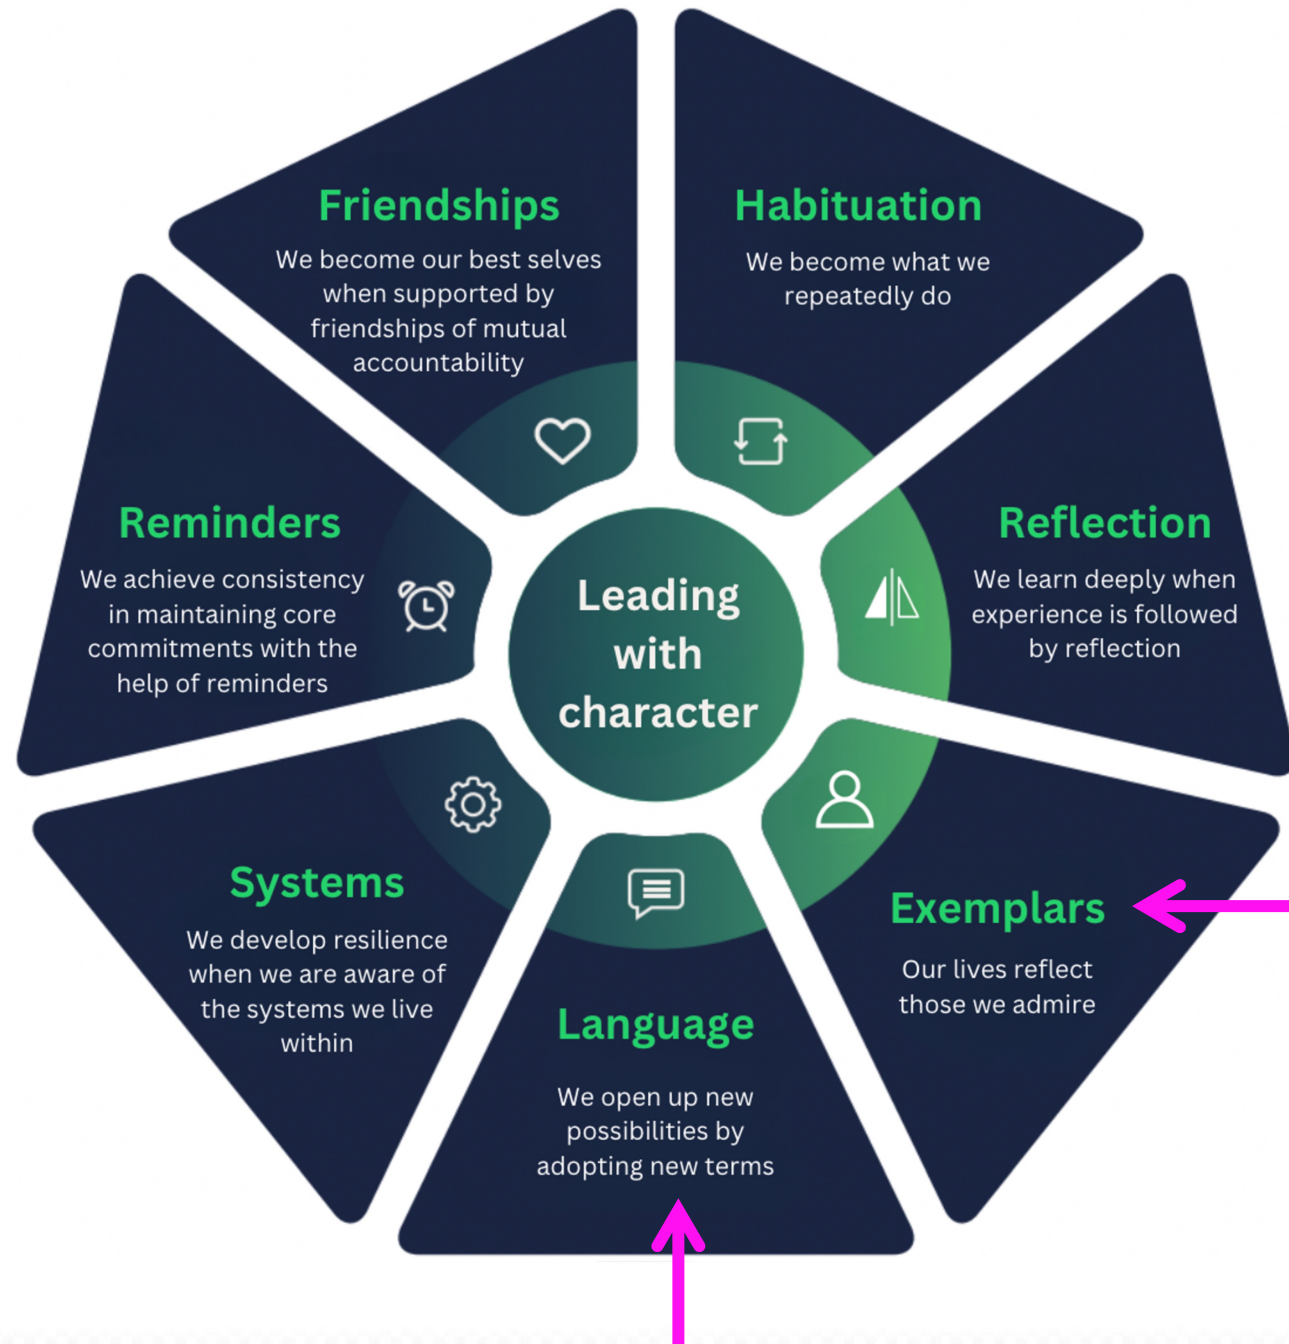 Friendships
We become our best selves
when supported by
friendships of mutual
accountability
Habituation
We become what we
repeatedly do
Reminders
We achieve consistency
in maintaining core
commitments with the
help of reminders
Leading
with
character
Reflection
We learn deeply when
experience is followed
by reflection
Systems
We develop resilience
when we are aware of
the systems we live
within
Language
We open up new
possibilities by
adopting new terms
Exemplars
Our lives reflect
those we admire